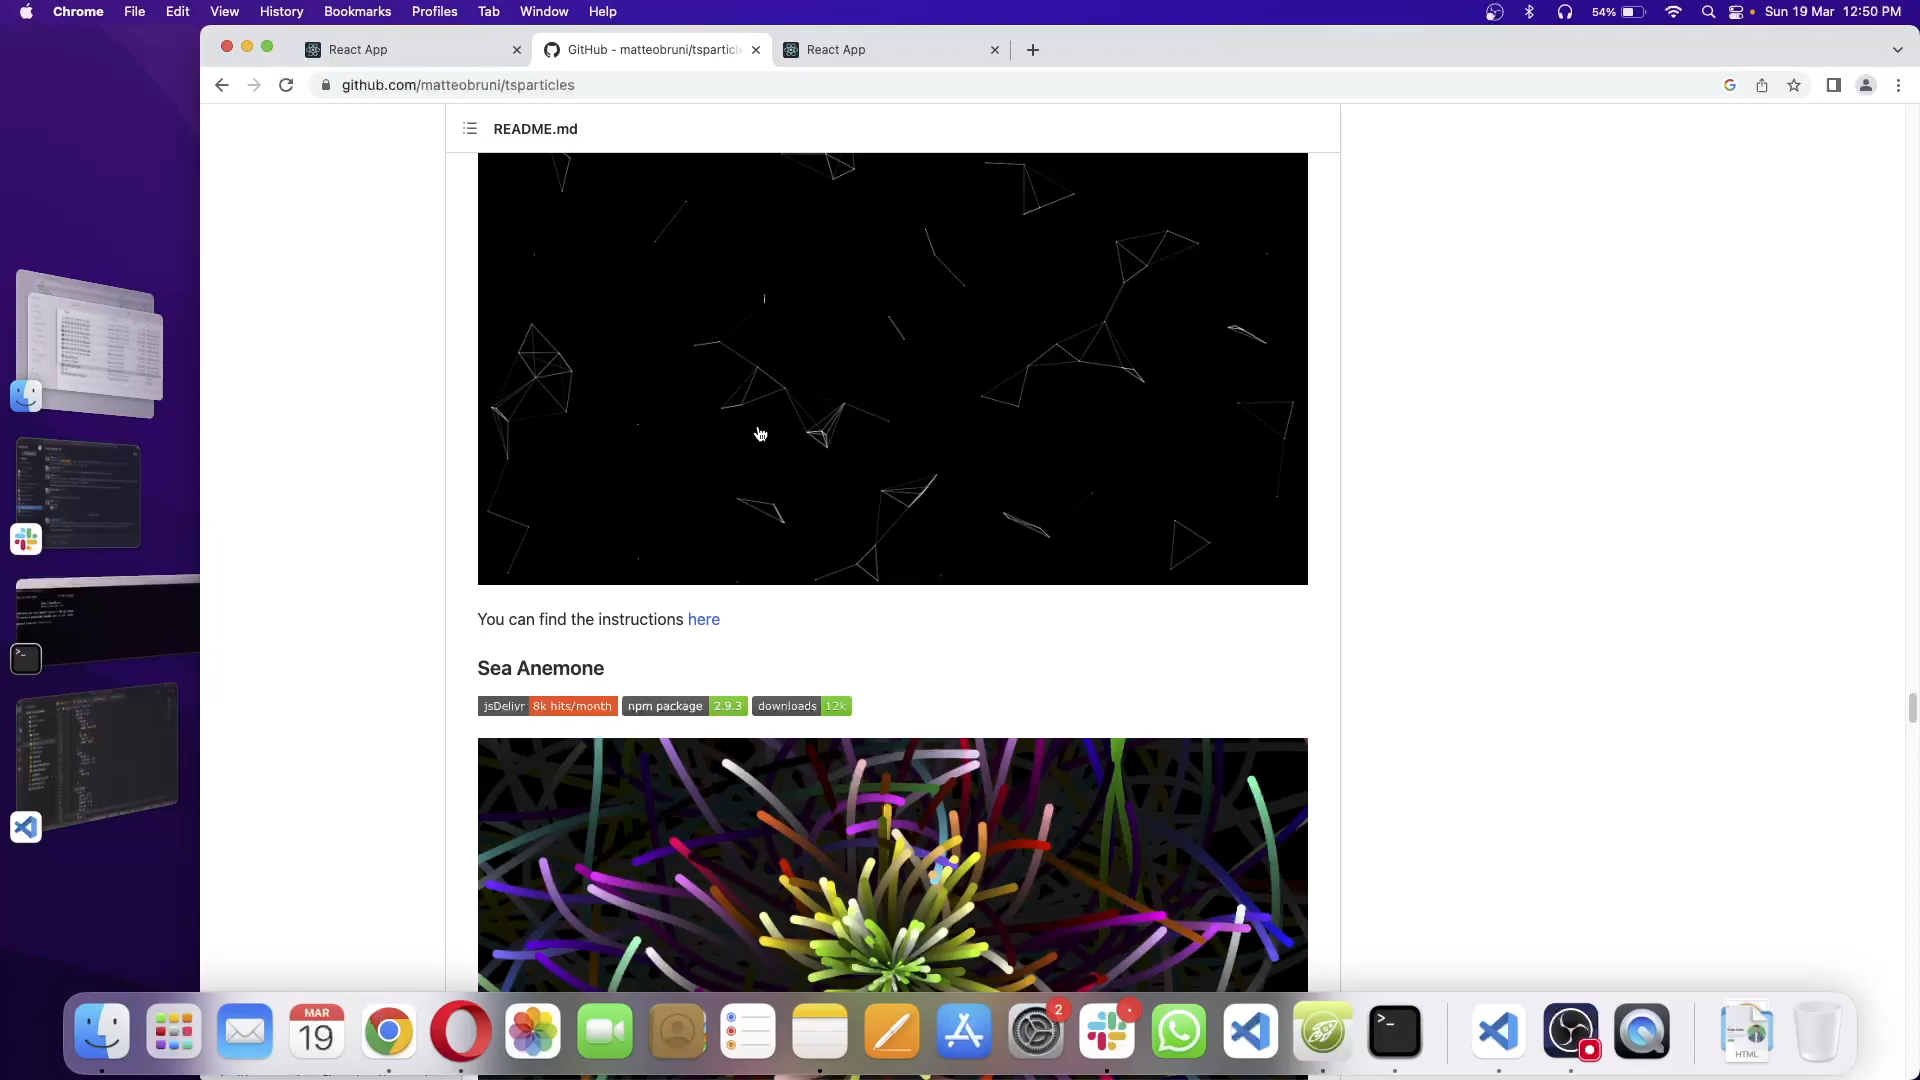 Chrome File Edit View History Bookmarks Profiles Tab Window Help
54%
Sun 19 Mar 12:50 PM
React App
GitHub - matteobruni/tsparticle
React App
github.com/matteobruni/tsparticles
README.md
You can find the instructions here
Sea Anemone
jsDelivr 8k hits/month
npm package 2.9.3
downloads 12k
MAR
19
2
HTML